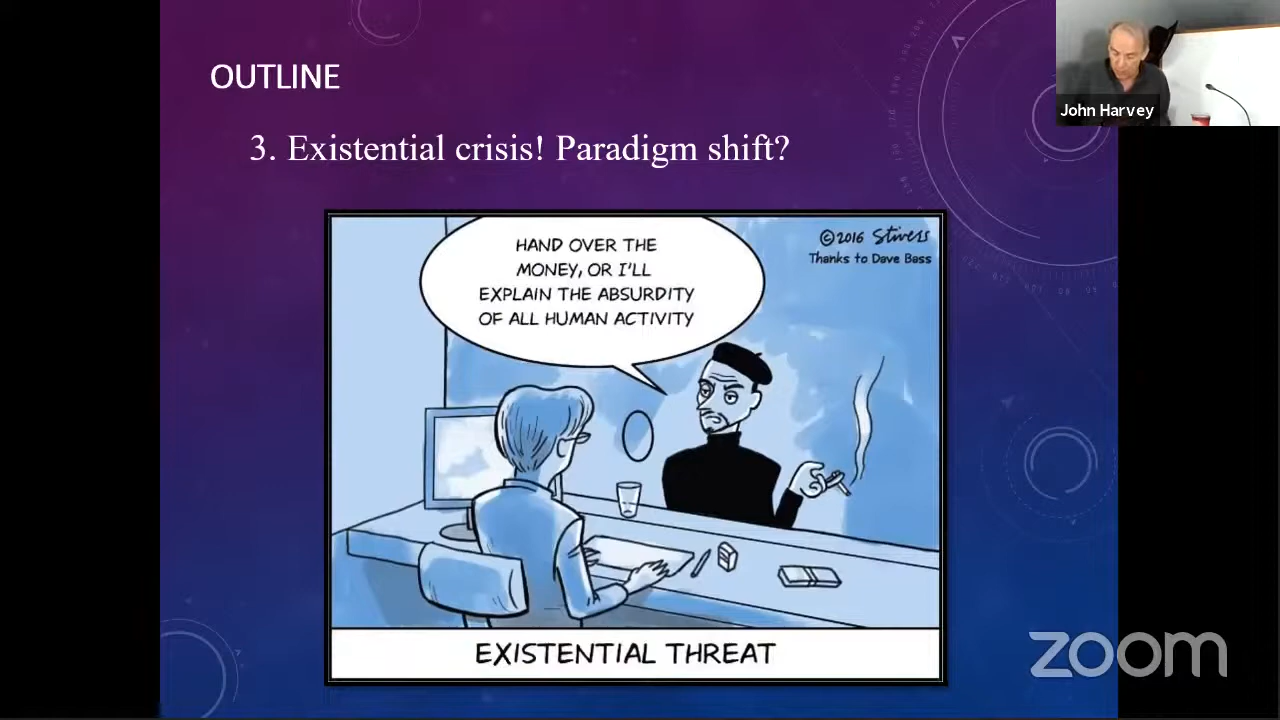 OUTLINE
3. Existential crisis! Paradigm shift?
John Harvey
HAND OVER THE
MONEY, OR I'LL
EXPLAIN THE ABSURDITY
OF ALL HUMAN ACTIVITY
©2016 Stivers
Thanks to Dave Bass
EXISTENTIAL THREAT
zoom